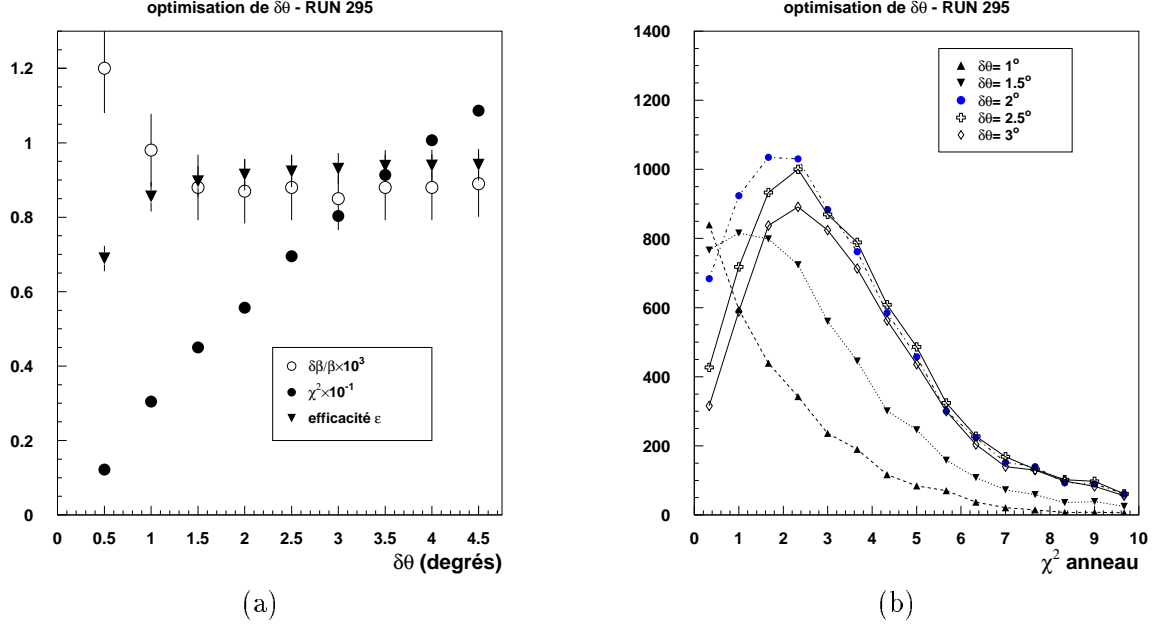 optimisation de δθ - RUN 295
1.2
1
0.8
0.6
0.4
0.2
0
δβ/β×10³
χ²×10⁻¹
efficacité ε
0 0.5 1 1.5 2 2.5 3 3.5 4 4.5
δθ (degrés)
(a)
optimisation de δθ - RUN 295
1400
1200
1000
800
600
400
200
0
δθ= 1°
δθ= 1.5°
δθ= 2°
δθ= 2.5°
δθ= 3°
0 1 2 3 4 5 6 7 8 9 10
χ² anneau
(b)